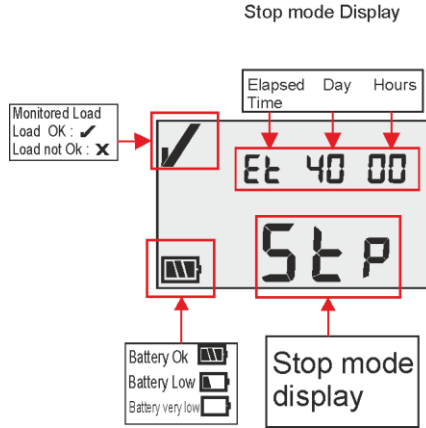 Stop mode Display
Elapsed Day Hours
Time
Monitored Load
Load OK : ✔
Load not Ok : X
Et 40 00
StP
Battery Ok
Battery Low
Battery very low
Stop mode
display